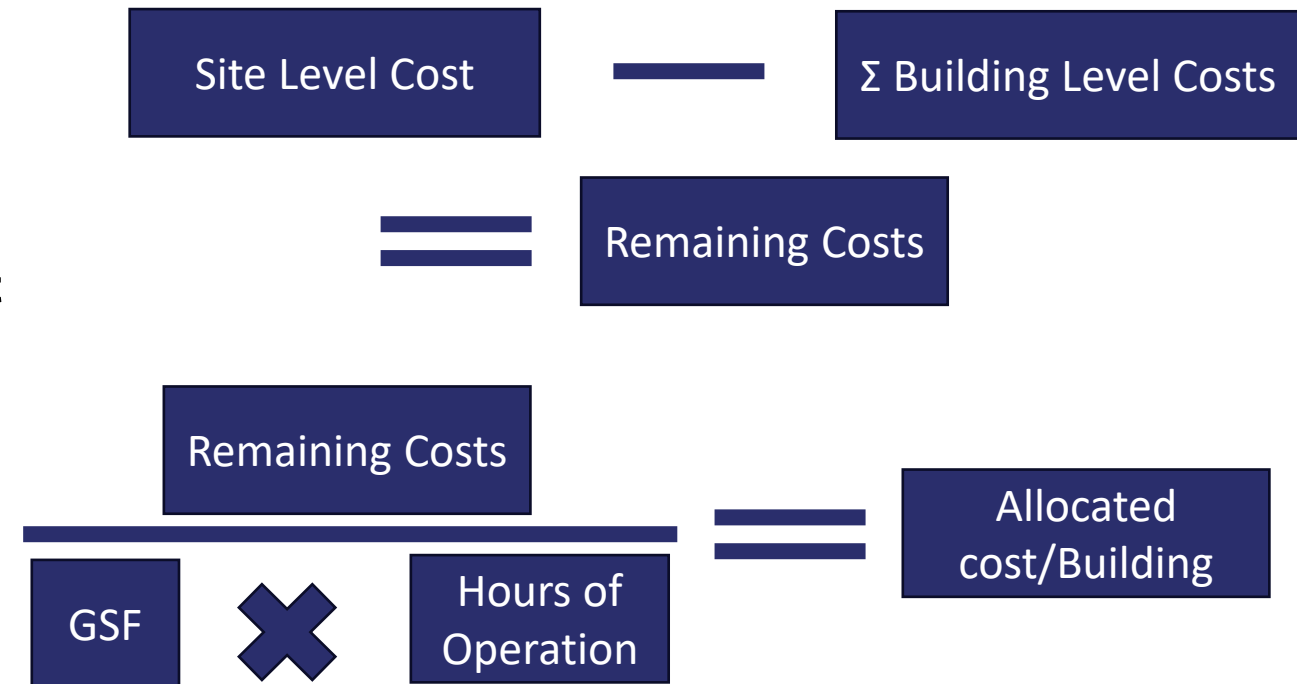 Site Level Cost
Σ Building Level Costs
Remaining Costs
Remaining Costs
GSF
Hours of
Operation
Allocated
cost/Building